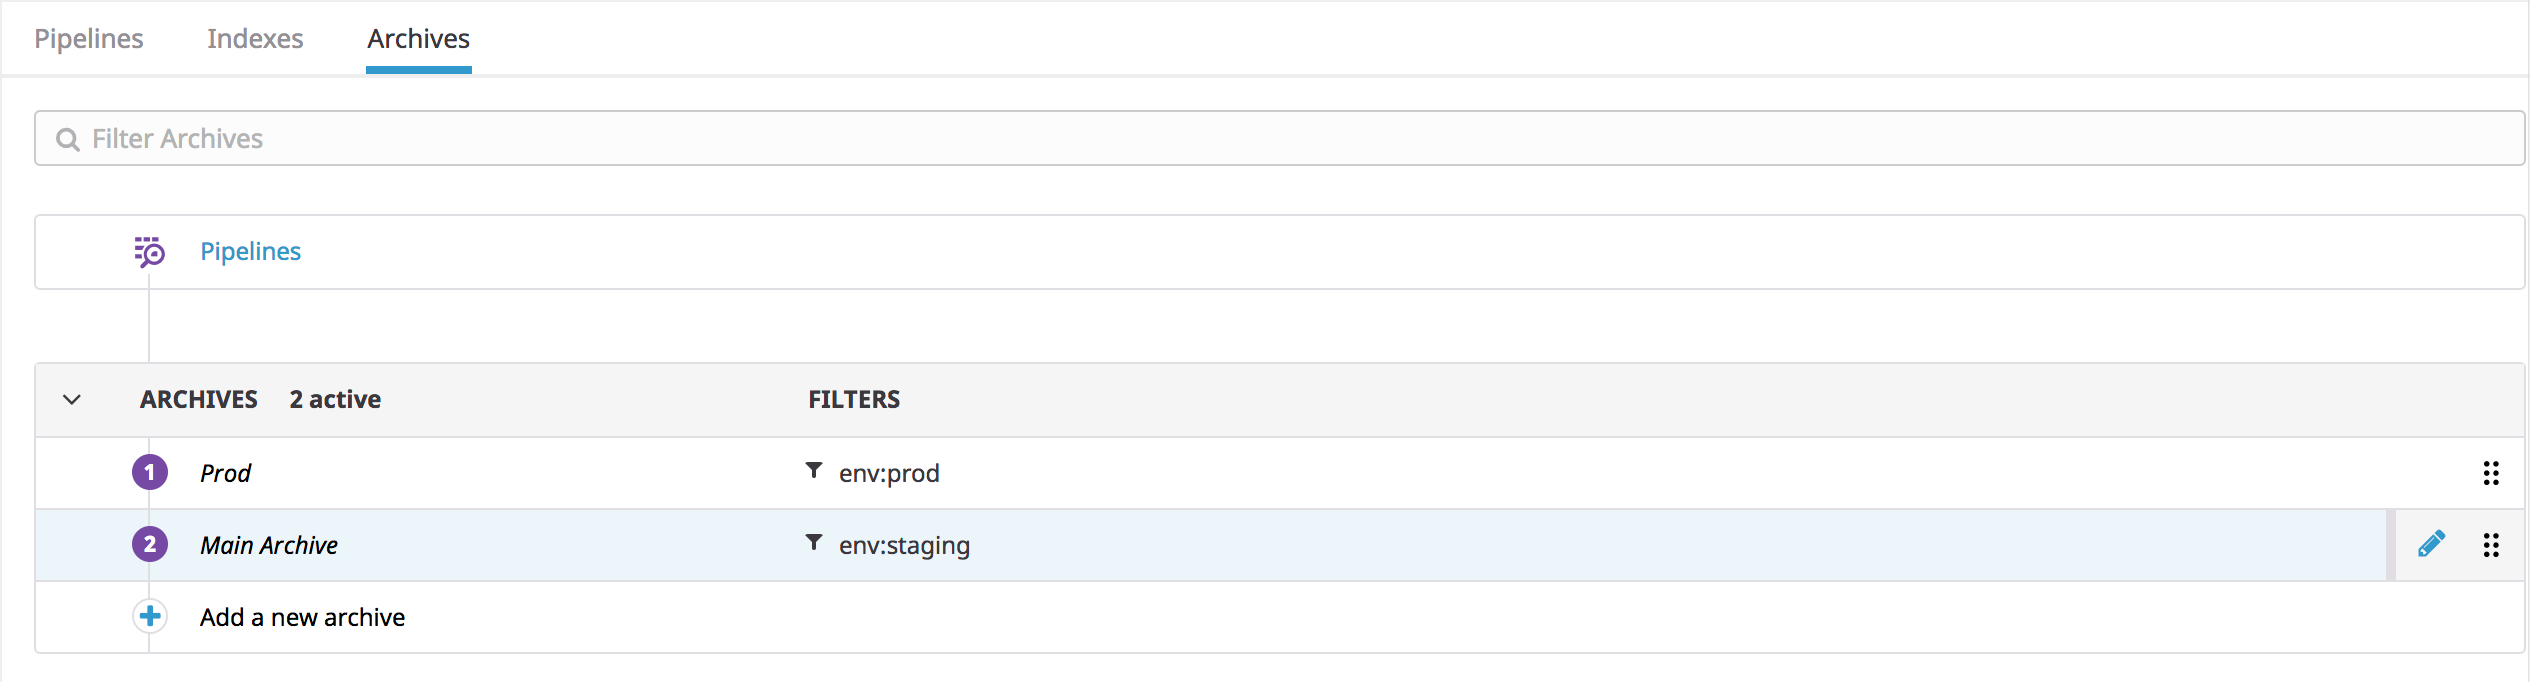 Pipelines Indexes Archives
Filter Archives
Pipelines
ARCHIVES 2 active FILTERS
1 Prod env:prod
2 Main Archive env:staging
Add a new archive